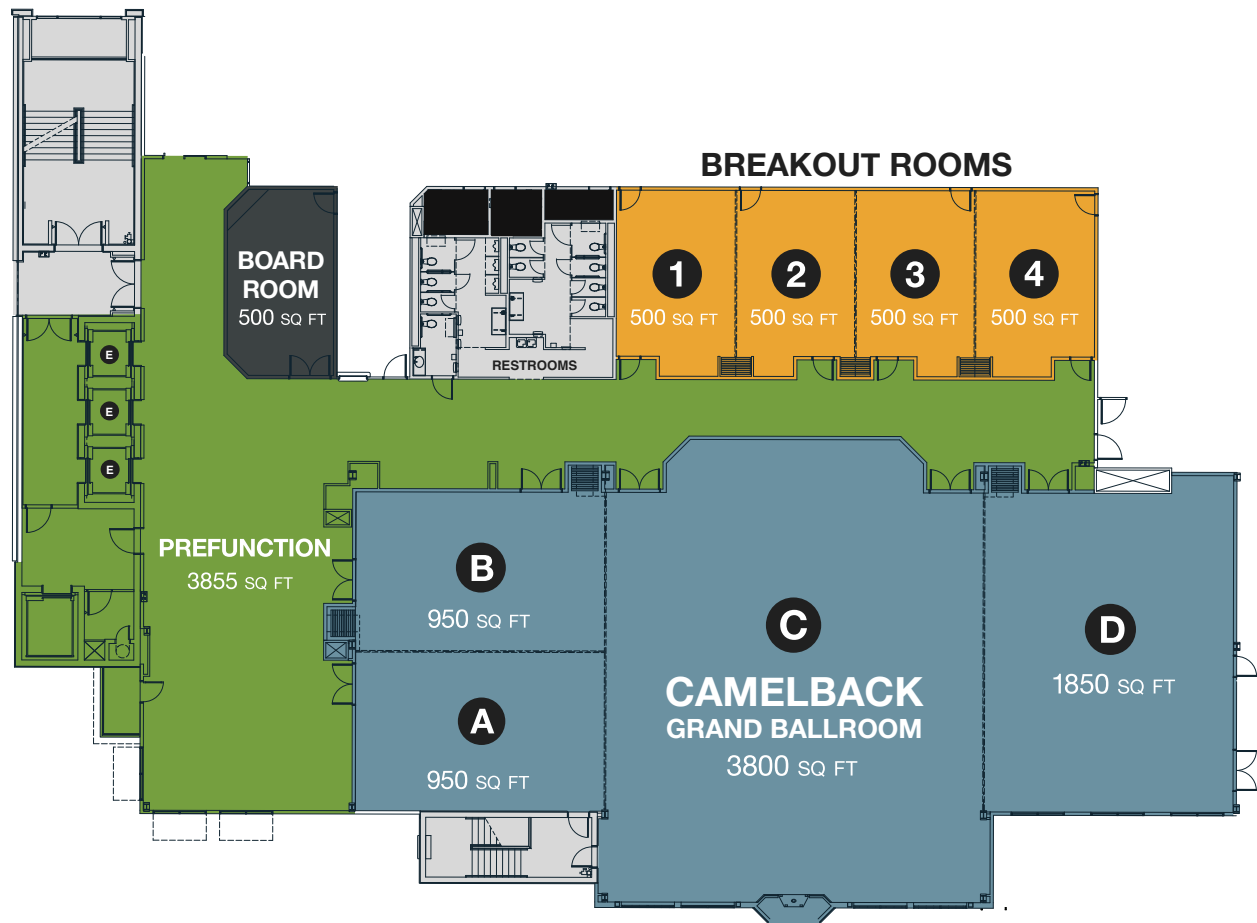 BREAKOUT ROOMS
BOARD
ROOM
500 SQ FT
1
500 SQ FT
2
500 SQ FT
3
500 SQ FT
4
500 SQ FT
RESTROOMS
E
E
E
PREFUNCTION
3855 SQ FT
B
950 SQ FT
A
950 SQ FT
C
CAMELBACK
GRAND BALLROOM
3800 SQ FT
D
1850 SQ FT